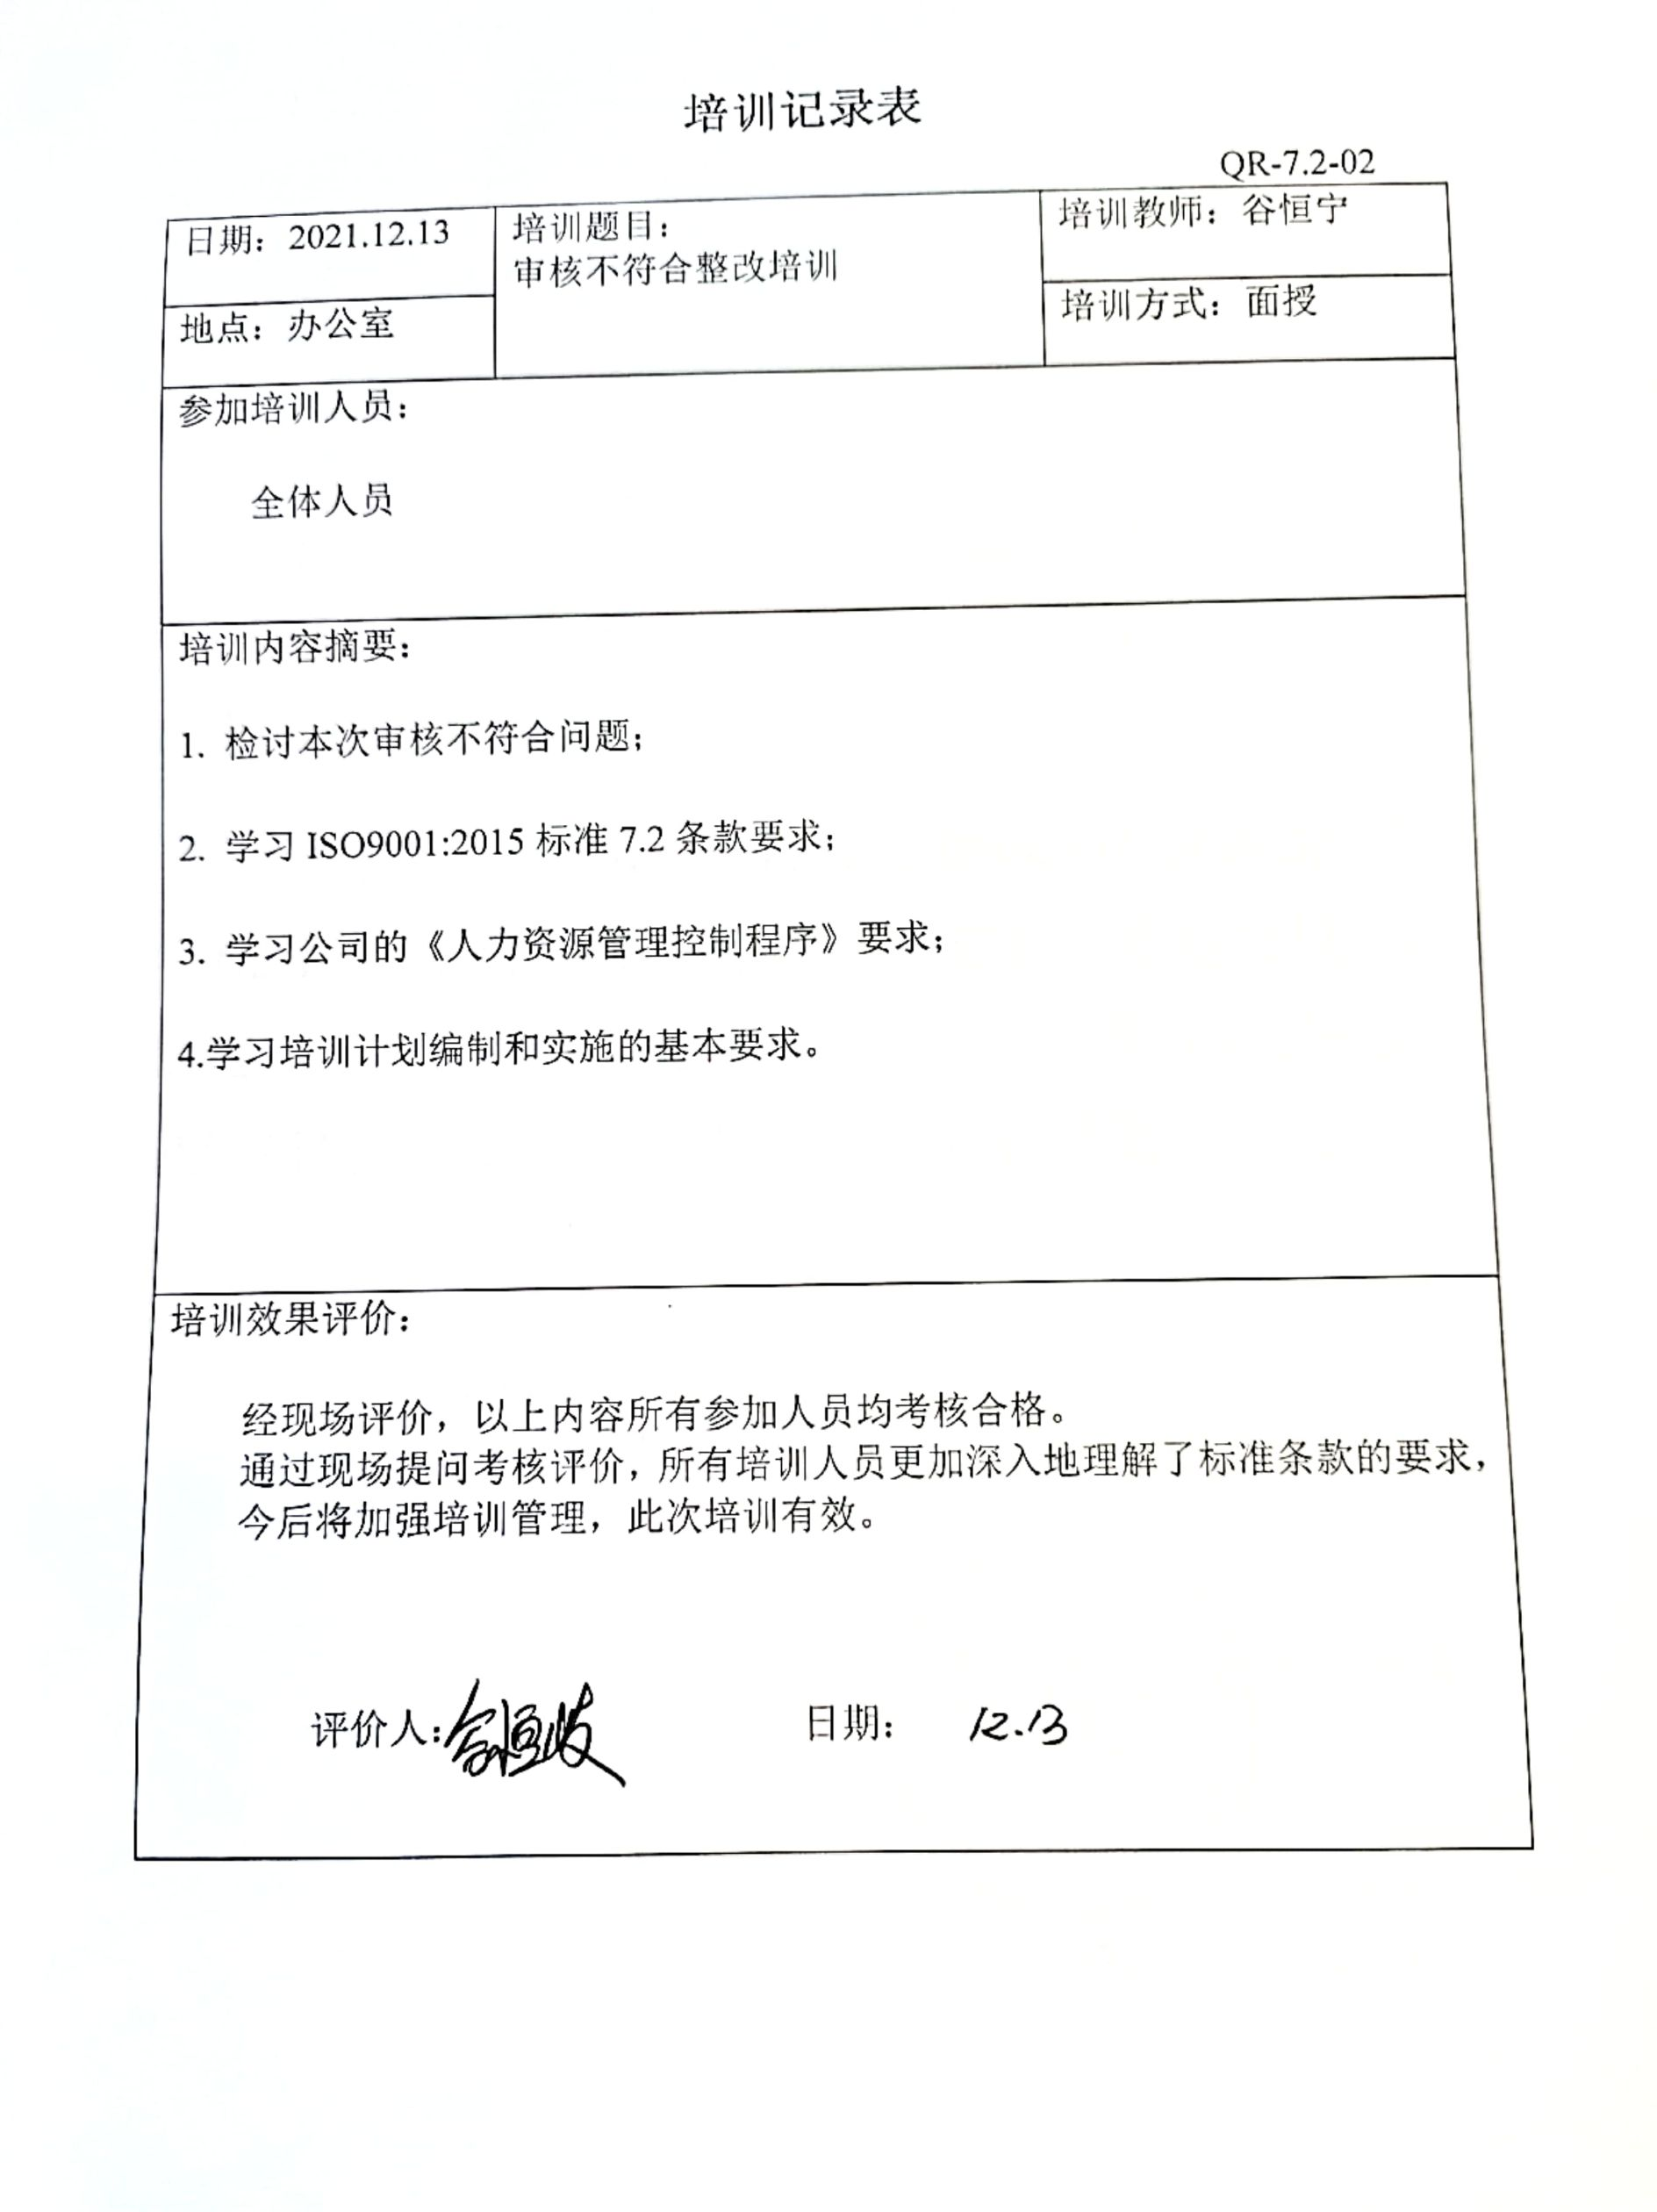 培训记录表
QR-7.2-02
日期：2021.12.13
培训题目：
审核不符合整改培训
培训教师：谷恒宁
地点：办公室
培训方式：面授
参加培训人员：
全体人员
培训内容摘要：
1. 检讨本次审核不符合问题；
2. 学习 ISO9001:2015 标准 7.2 条款要求；
3. 学习公司的《人力资源管理控制程序》要求；
4.学习培训计划编制和实施的基本要求。
培训效果评价：
经现场评价，以上内容所有参加人员均考核合格。
通过现场提问考核评价，所有培训人员更加深入地理解了标准条款的要求，
今后将加强培训管理，此次培训有效。
评价人：
日期： 12.13